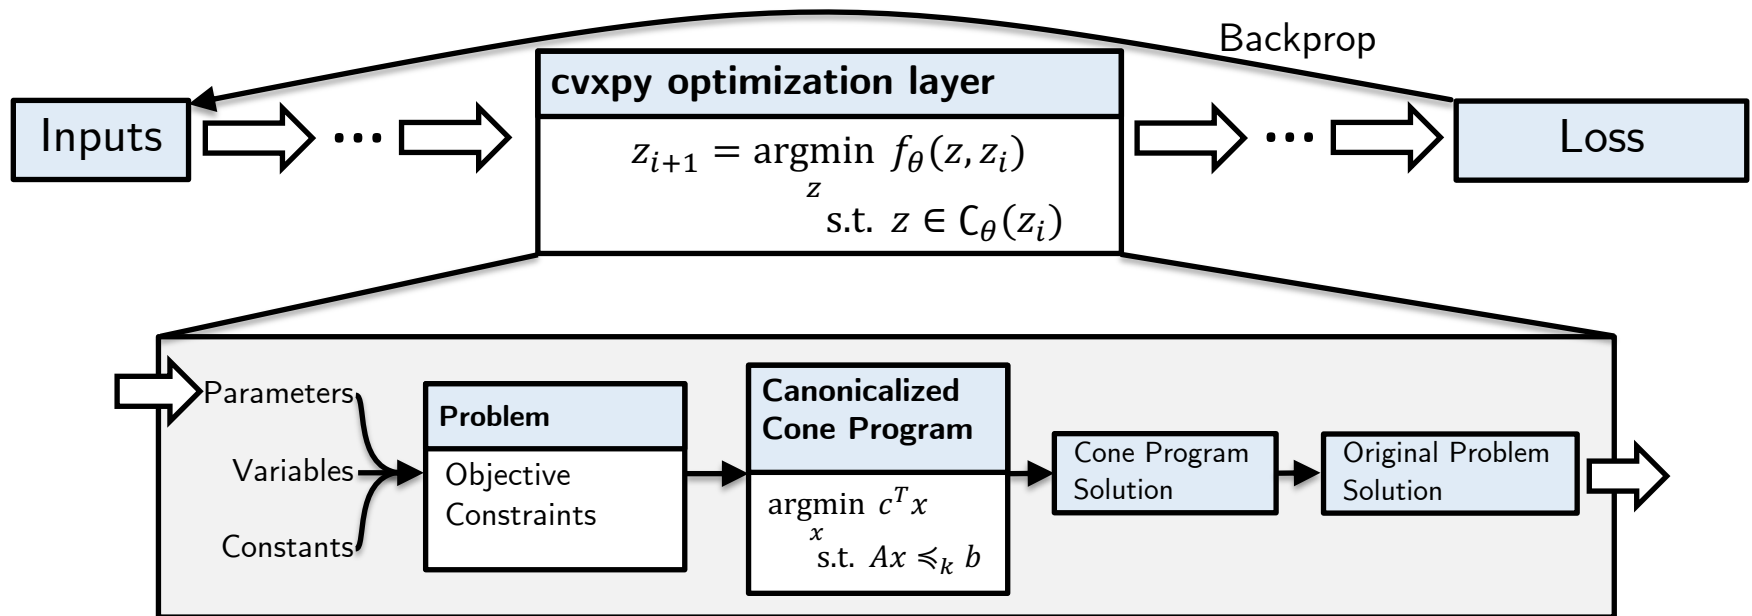 Backprop
Inputs
...
cvxpy optimization layer
z_{i+1} = argmin f_θ(z, z_i)
z
s.t. z ∈ C_θ(z_i)
...
Loss
Parameters
Variables
Constants
Problem
Objective
Constraints
Canonicalized
Cone Program
argmin c^T x
x
s.t. Ax ≼_k b
Cone Program
Solution
Original Problem
Solution